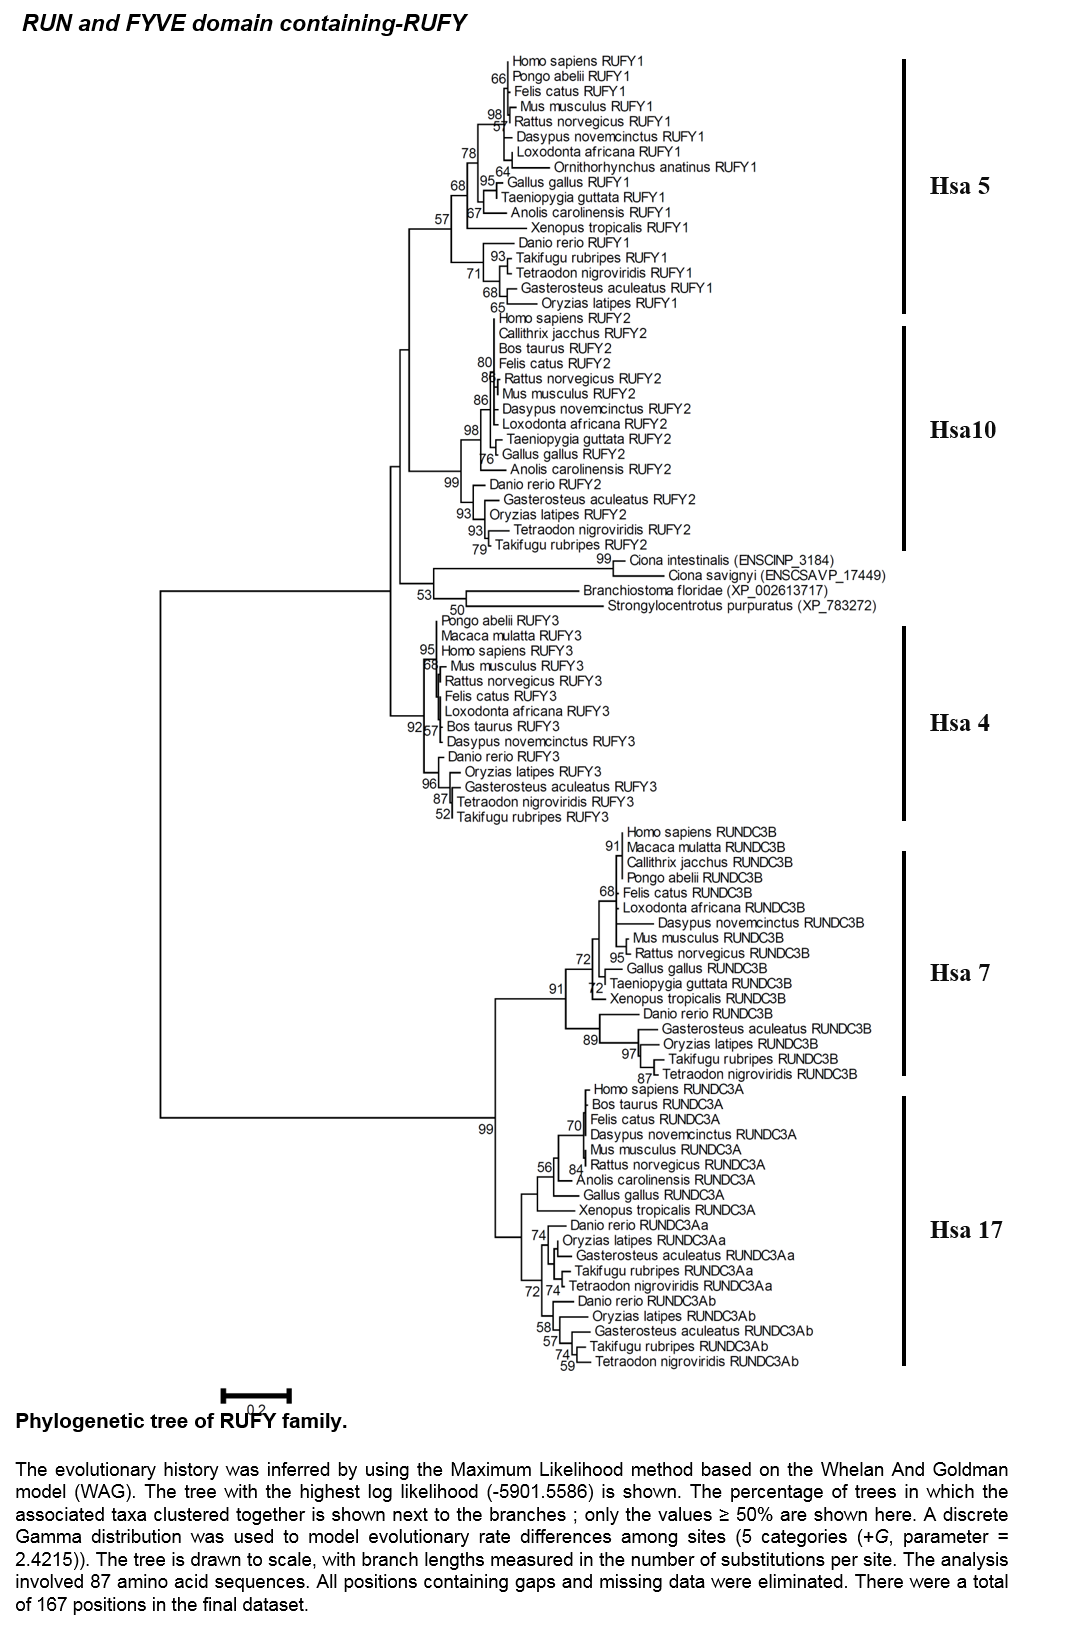 RUN and FYVE domain containing-RUFY
Homo sapiens RUFY1
66
Pongo abelii RUFY1
Felis catus RUFY1
Mus musculus RUFY1
98
Rattus norvegicus RUFY1
57
Dasypus novemcinctus RUFY1
78
Loxodonta africana RUFY1
Ornithorhynchus anatinus RUFY1
64
95
Gallus gallus RUFY1
68
Hsa 5
Taeniopygia guttata RUFY1
67
Anolis carolinensis RUFY1
57
Xenopus tropicalis RUFY1
Danio rerio RUFY1
93
Takifugu rubripes RUFY1
71
Tetraodon nigroviridis RUFY1
Gasterosteus aculeatus RUFY1
68
Oryzias latipes RUFY1
65
Homo sapiens RUFY2
Callithrix jacchus RUFY2
Bos taurus RUFY2
80
Felis catus RUFY2
86
Rattus norvegicus RUFY2
Mus musculus RUFY2
86
Dasypus novemcinctus RUFY2
Loxodonta africana RUFY2
98
Hsa10
Taeniopygia guttata RUFY2
76
Gallus gallus RUFY2
Anolis carolinensis RUFY2
99
Danio rerio RUFY2
Gasterosteus aculeatus RUFY2
93
Oryzias latipes RUFY2
93
Tetraodon nigroviridis RUFY2
79
Takifugu rubripes RUFY2
99
Ciona intestinalis (ENSCINP_3184)
Ciona savignyi (ENSCSAVP_17449)
53
Branchiostoma floridae (XP_002613717)
50
Strongylocentrotus purpuratus (XP_783272)
Pongo abelii RUFY3
Macaca mulatta RUFY3
95
Homo sapiens RUFY3
68
Mus musculus RUFY3
Rattus norvegicus RUFY3
Felis catus RUFY3
Loxodonta africana RUFY3
Hsa 4
92
57
Bos taurus RUFY3
Dasypus novemcinctus RUFY3
Danio rerio RUFY3
Oryzias latipes RUFY3
96
Gasterosteus aculeatus RUFY3
87
Tetraodon nigroviridis RUFY3
52
Takifugu rubripes RUFY3
Homo sapiens RUNDC3B
91
Macaca mulatta RUNDC3B
Callithrix jacchus RUNDC3B
Pongo abelii RUNDC3B
68
Felis catus RUNDC3B
Loxodonta africana RUNDC3B
Dasypus novemcinctus RUNDC3B
Mus musculus RUNDC3B
95
Rattus norvegicus RUNDC3B
72
Gallus gallus RUNDC3B
Hsa 7
72
Taeniopygia guttata RUNDC3B
91
Xenopus tropicalis RUNDC3B
Danio rerio RUNDC3B
Gasterosteus aculeatus RUNDC3B
89
Oryzias latipes RUNDC3B
97
Takifugu rubripes RUNDC3B
87
Tetraodon nigroviridis RUNDC3B
Homo sapiens RUNDC3A
Bos taurus RUNDC3A
Felis catus RUNDC3A
70
99
Dasypus novemcinctus RUNDC3A
Mus musculus RUNDC3A
84
Rattus norvegicus RUNDC3A
56
Anolis carolinensis RUNDC3A
Gallus gallus RUNDC3A
Xenopus tropicalis RUNDC3A
Danio rerio RUNDC3Aa
Hsa 17
74
Oryzias latipes RUNDC3Aa
Gasterosteus aculeatus RUNDC3Aa
Takifugu rubripes RUNDC3Aa
72
74
Tetraodon nigroviridis RUNDC3Aa
Danio rerio RUNDC3Ab
Oryzias latipes RUNDC3Ab
58
Gasterosteus aculeatus RUNDC3Ab
57
Takifugu rubripes RUNDC3Ab
74
Tetraodon nigroviridis RUNDC3Ab
59
0.2
Phylogenetic tree of RUFY family.
The evolutionary history was inferred by using the Maximum Likelihood method based on the Whelan And Goldman
model (WAG). The tree with the highest log likelihood (-5901.5586) is shown. The percentage of trees in which the
associated taxa clustered together is shown next to the branches ; only the values ≥ 50% are shown here. A discrete
Gamma distribution was used to model evolutionary rate differences among sites (5 categories (+G, parameter =
2.4215)). The tree is drawn to scale, with branch lengths measured in the number of substitutions per site. The analysis
involved 87 amino acid sequences. All positions containing gaps and missing data were eliminated. There were a total
of 167 positions in the final dataset.